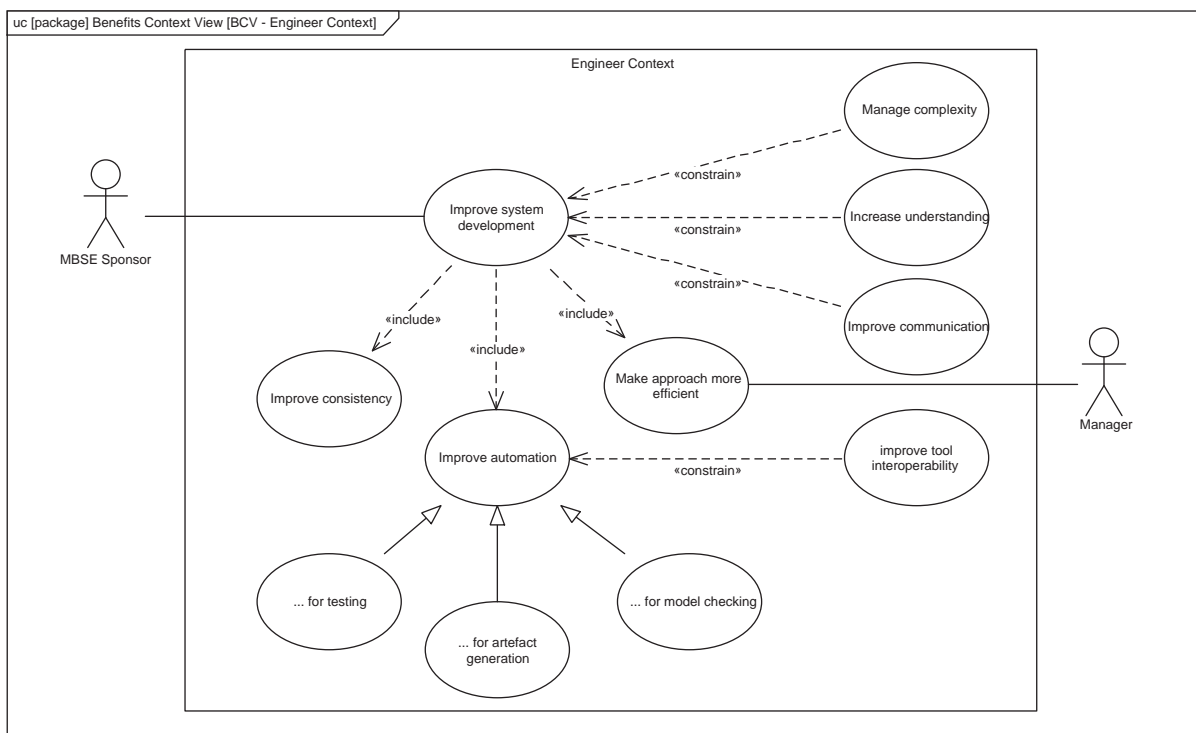 uc [package] Benefits Context View [BCV - Engineer Context]
Engineer Context
Manage complexity
«constrain»
MBSE Sponsor
Improve system
development
Increase understanding
«constrain»
«constrain»
Improve communication
«include»
«include»
«include»
Improve consistency
Make approach more
efficient
Manager
Improve automation
«constrain»
improve tool
interoperability
... for testing
... for artefact
generation
... for model checking